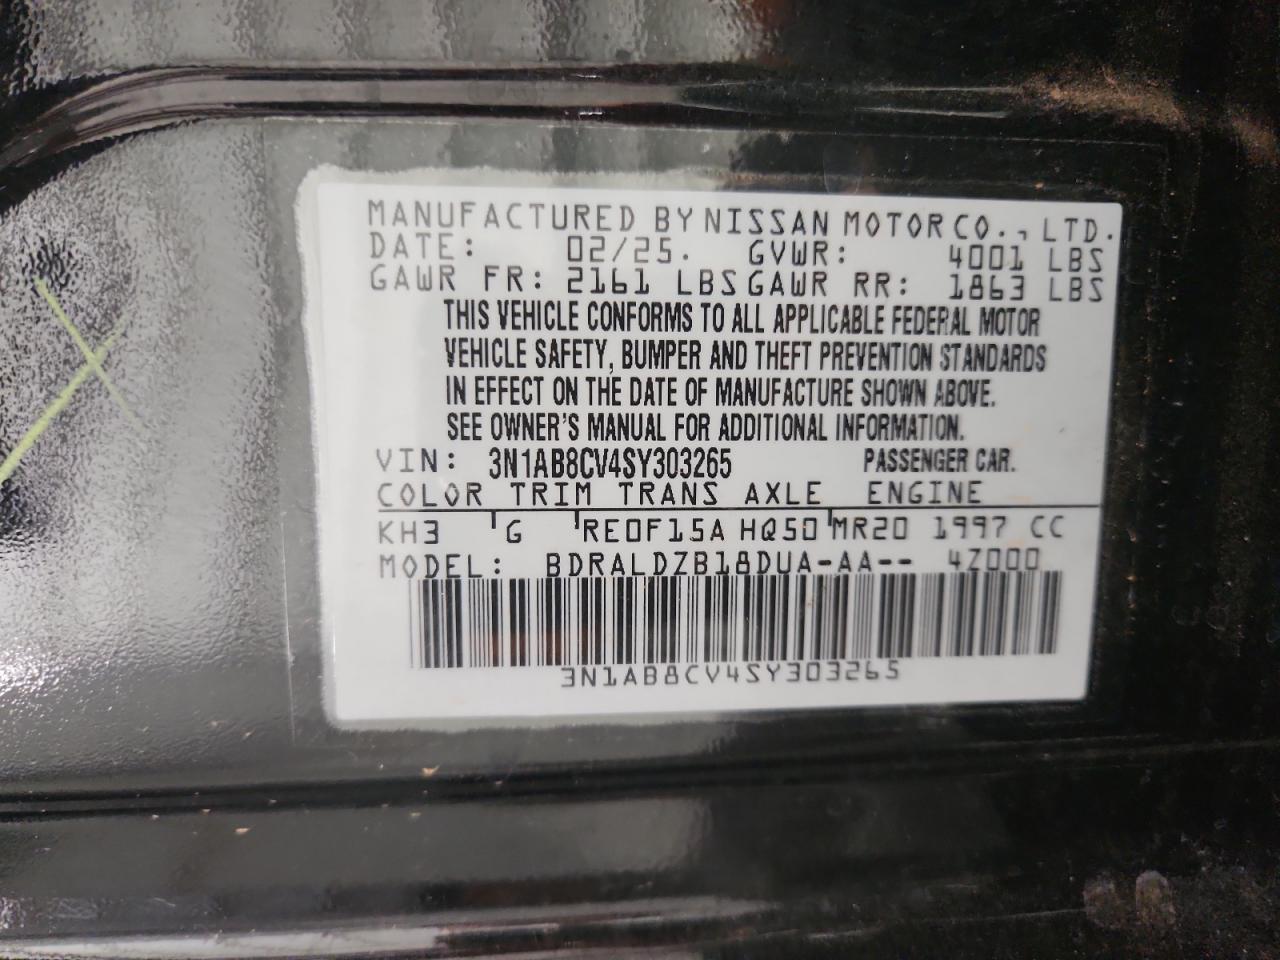 MANUFACTURED BY NISSAN MOTOR CO., LTD.
DATE: 02/25. GVWR: 4001 LBS
GAWR FR: 2161 LBS GAWR RR: 1863 LBS
THIS VEHICLE CONFORMS TO ALL APPLICABLE FEDERAL MOTOR
VEHICLE SAFETY, BUMPER AND THEFT PREVENTION STANDARDS
IN EFFECT ON THE DATE OF MANUFACTURE SHOWN ABOVE.
SEE OWNER'S MANUAL FOR ADDITIONAL INFORMATION.
VIN: 3N1AB8CV4SY303265 PASSENGER CAR.
COLOR TRIM TRANS AXLE ENGINE
KH3 G RE0F15A HQ50 MR20 1997 CC
MODEL: BDRALDZB18DUA-AA-- 4Z000
3N1AB8CV4SY303265